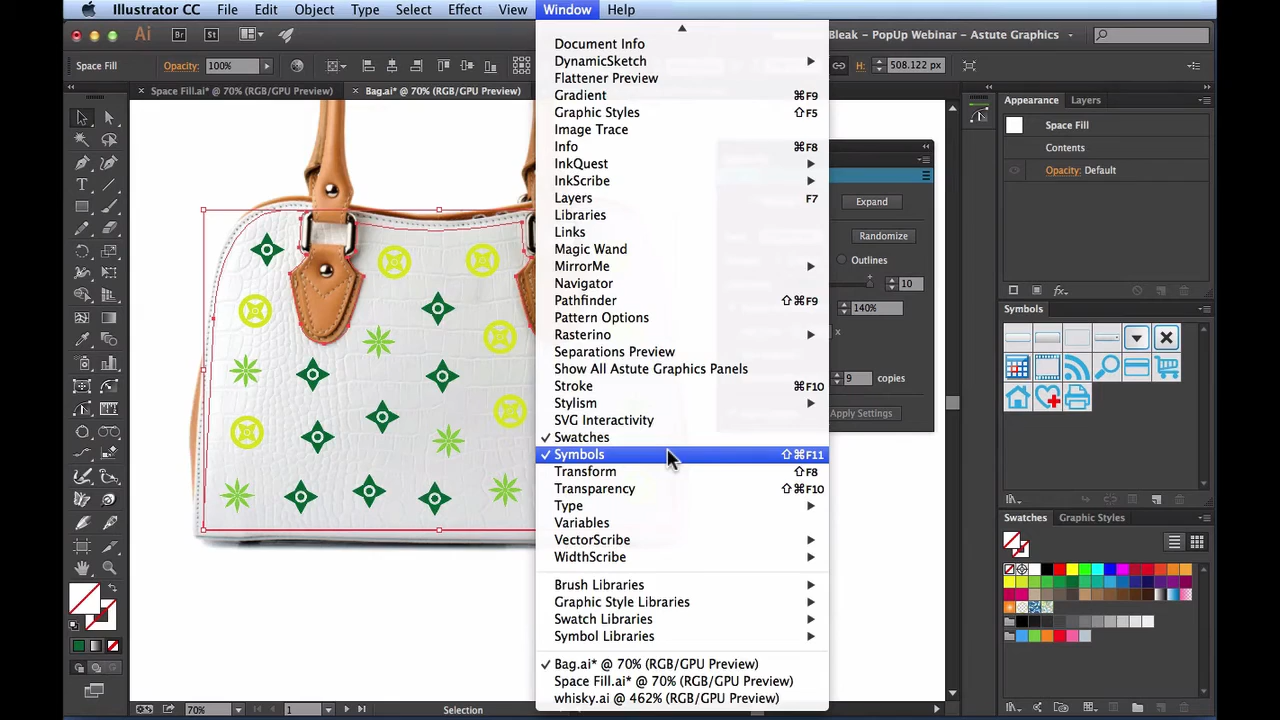 Illustrator CC File Edit Object Type Select Effect View Window Help
Ai Br St Bleak - PopUp Webinar - Astute Graphics
Space Fill Opacity: 100% H: 508.122 px
Space Fill.ai* @ 70% (RGB/GPU Preview) Bag.ai* @ 70% (RGB/GPU Preview)
Document Info
DynamicSketch
Flattener Preview
Gradient ⌘F9
Graphic Styles ⇧F5
Image Trace
Info ⌘F8
InkQuest
InkScribe
Layers F7
Libraries
Links
Magic Wand
MirrorMe
Navigator
Pathfinder ⇧⌘F9
Pattern Options
Rasterino
Separations Preview
Show All Astute Graphics Panels
Stroke ⌘F10
Stylism
SVG Interactivity
✓ Swatches
✓ Symbols ⇧⌘F11
Transform ⇧F8
Transparency ⇧⌘F10
Type
Variables
VectorScribe
WidthScribe
Brush Libraries
Graphic Style Libraries
Swatch Libraries
Symbol Libraries
✓ Bag.ai* @ 70% (RGB/GPU Preview)
Space Fill.ai* @ 70% (RGB/GPU Preview)
whisky.ai @ 462% (RGB/GPU Preview)
Expand
Randomize
Outlines
10
140%
x
9 copies
Apply Settings
Appearance Layers
Space Fill
Contents
Opacity: Default
fx
Symbols
Swatches Graphic Styles
70% 1 Selection